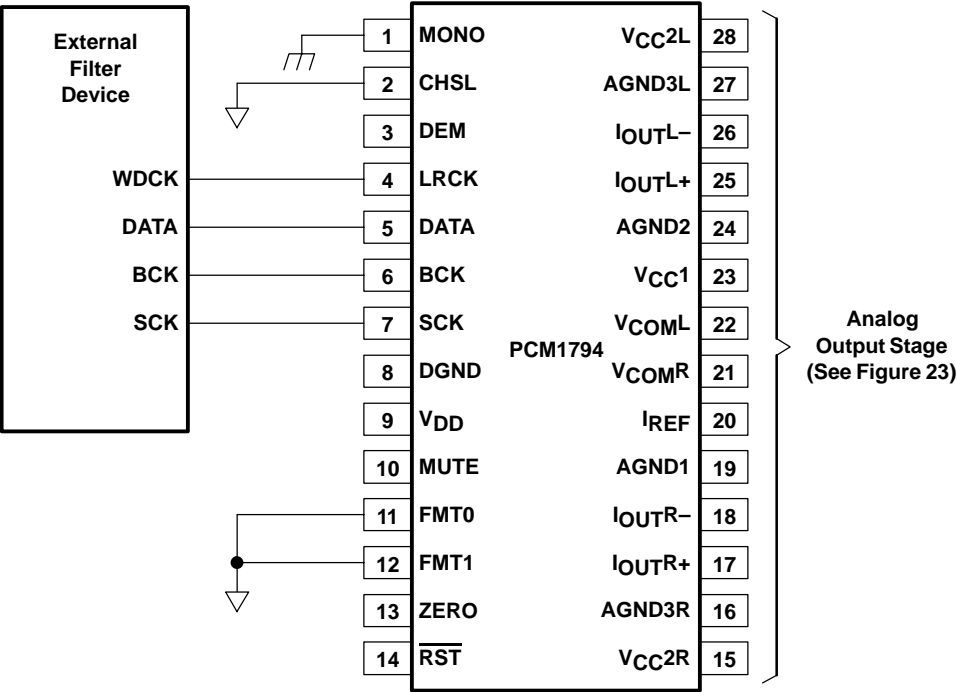 External
Filter
Device
WDCK
DATA
BCK
SCK
1 MONO
2 CHSL
3 DEM
4 LRCK
5 DATA
6 BCK
7 SCK
8 DGND
9 VDD
10 MUTE
11 FMT0
12 FMT1
13 ZERO
14 RST
PCM1794
VCC2L 28
AGND3L 27
IOUTL– 26
IOUTL+ 25
AGND2 24
VCC1 23
VCOML 22
VCOMR 21
IREF 20
AGND1 19
IOUTR– 18
IOUTR+ 17
AGND3R 16
VCC2R 15
Analog
Output Stage
(See Figure 23)